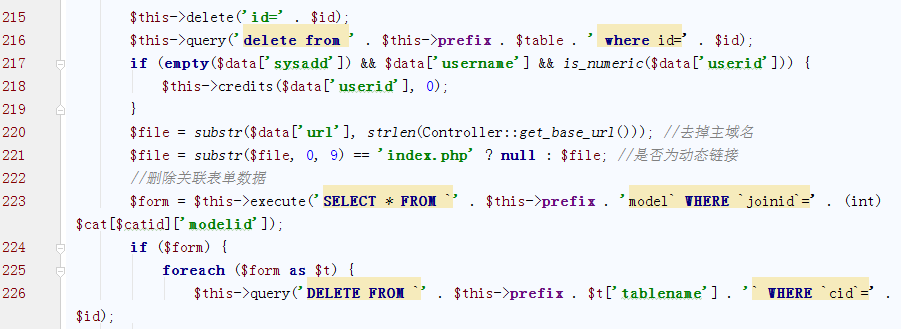 215 $this->delete('id=' . $id);
216 $this->query('delete from ' . $this->prefix . $table . ' where id=' . $id);
217 if (empty($data['sysadd']) && $data['username'] && is_numeric($data['userid'])) {
218 $this->credits($data['userid'], 0);
219 }
220 $file = substr($data['url'], strlen(Controller::get_base_url())); //去掉主域名
221 $file = substr($file, 0, 9) == 'index.php' ? null : $file; //是否为动态链接
222 //删除关联表单数据
223 $form = $this->execute('SELECT * FROM `' . $this->prefix . 'model` WHERE `joinid`=' . (int)
$cat[$catid]['modelid']);
224 if ($form) {
225 foreach ($form as $t) {
226 $this->query('DELETE FROM `' . $this->prefix . $t['tablename'] . '` WHERE `cid`=' .
$id);